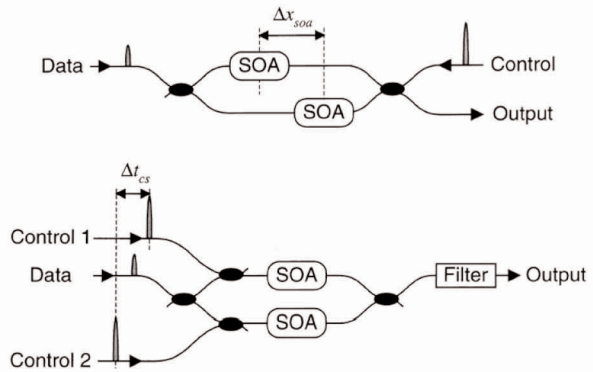 Δx_soa
Data
SOA
Control
SOA
Output
Δt_cs
Control 1
Data
SOA
Filter
Output
SOA
Control 2